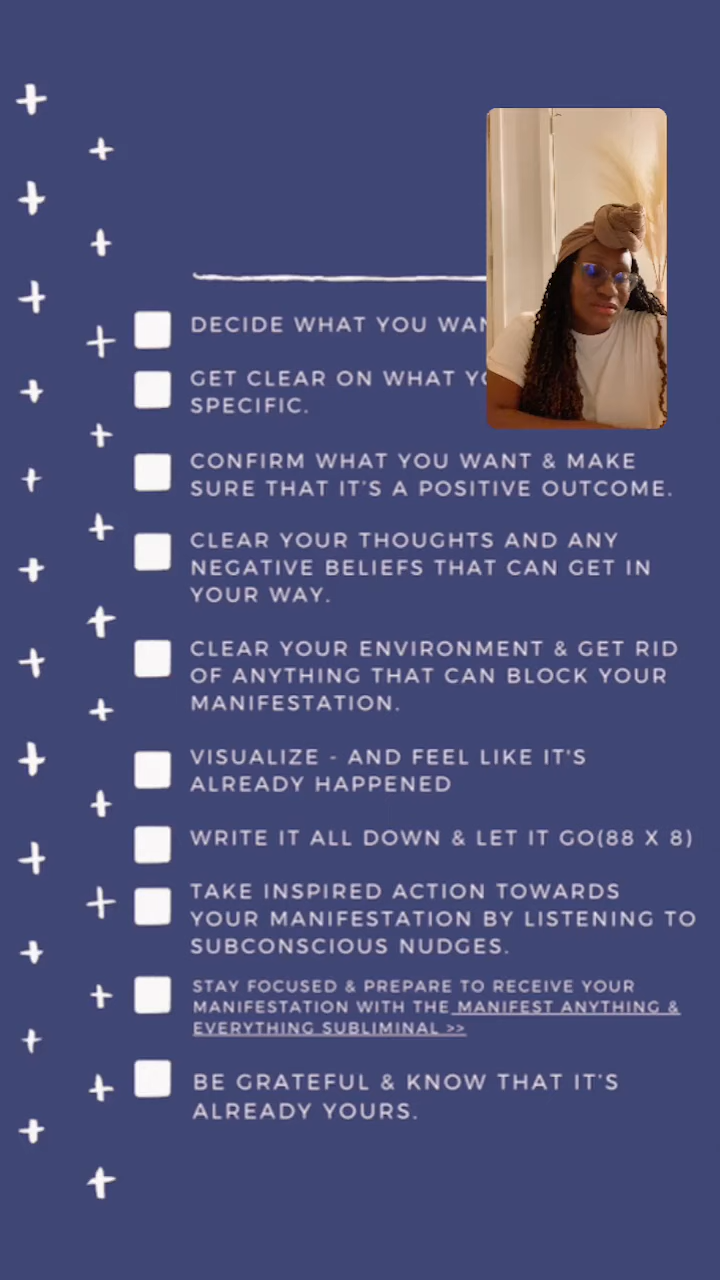 DECIDE WHAT YOU
GET CLEAR ON WHAT
SPECIFIC.
CONFIRM WHAT YOU WANT & MAKE
SURE THAT IT'S A POSITIVE OUTCOME.
CLEAR YOUR THOUGHTS AND ANY
NEGATIVE BELIEFS THAT CAN GET IN
YOUR WAY.
CLEAR YOUR ENVIRONMENT & GET RID
OF ANYTHING THAT CAN BLOCK YOUR
MANIFESTATION.
VISUALIZE - AND FEEL LIKE IT'S
ALREADY HAPPENED
WRITE IT ALL DOWN & LET IT GO(88 X 8)
TAKE INSPIRED ACTION TOWARDS
YOUR MANIFESTATION BY LISTENING TO
SUBCONSCIOUS NUDGES.
STAY FOCUSED & PREPARE TO RECEIVE YOUR
MANIFESTATION WITH THE MANIFEST ANYTHING &
EVERYTHING SUBLIMINAL >>
BE GRATEFUL & KNOW THAT IT'S
ALREADY YOURS.